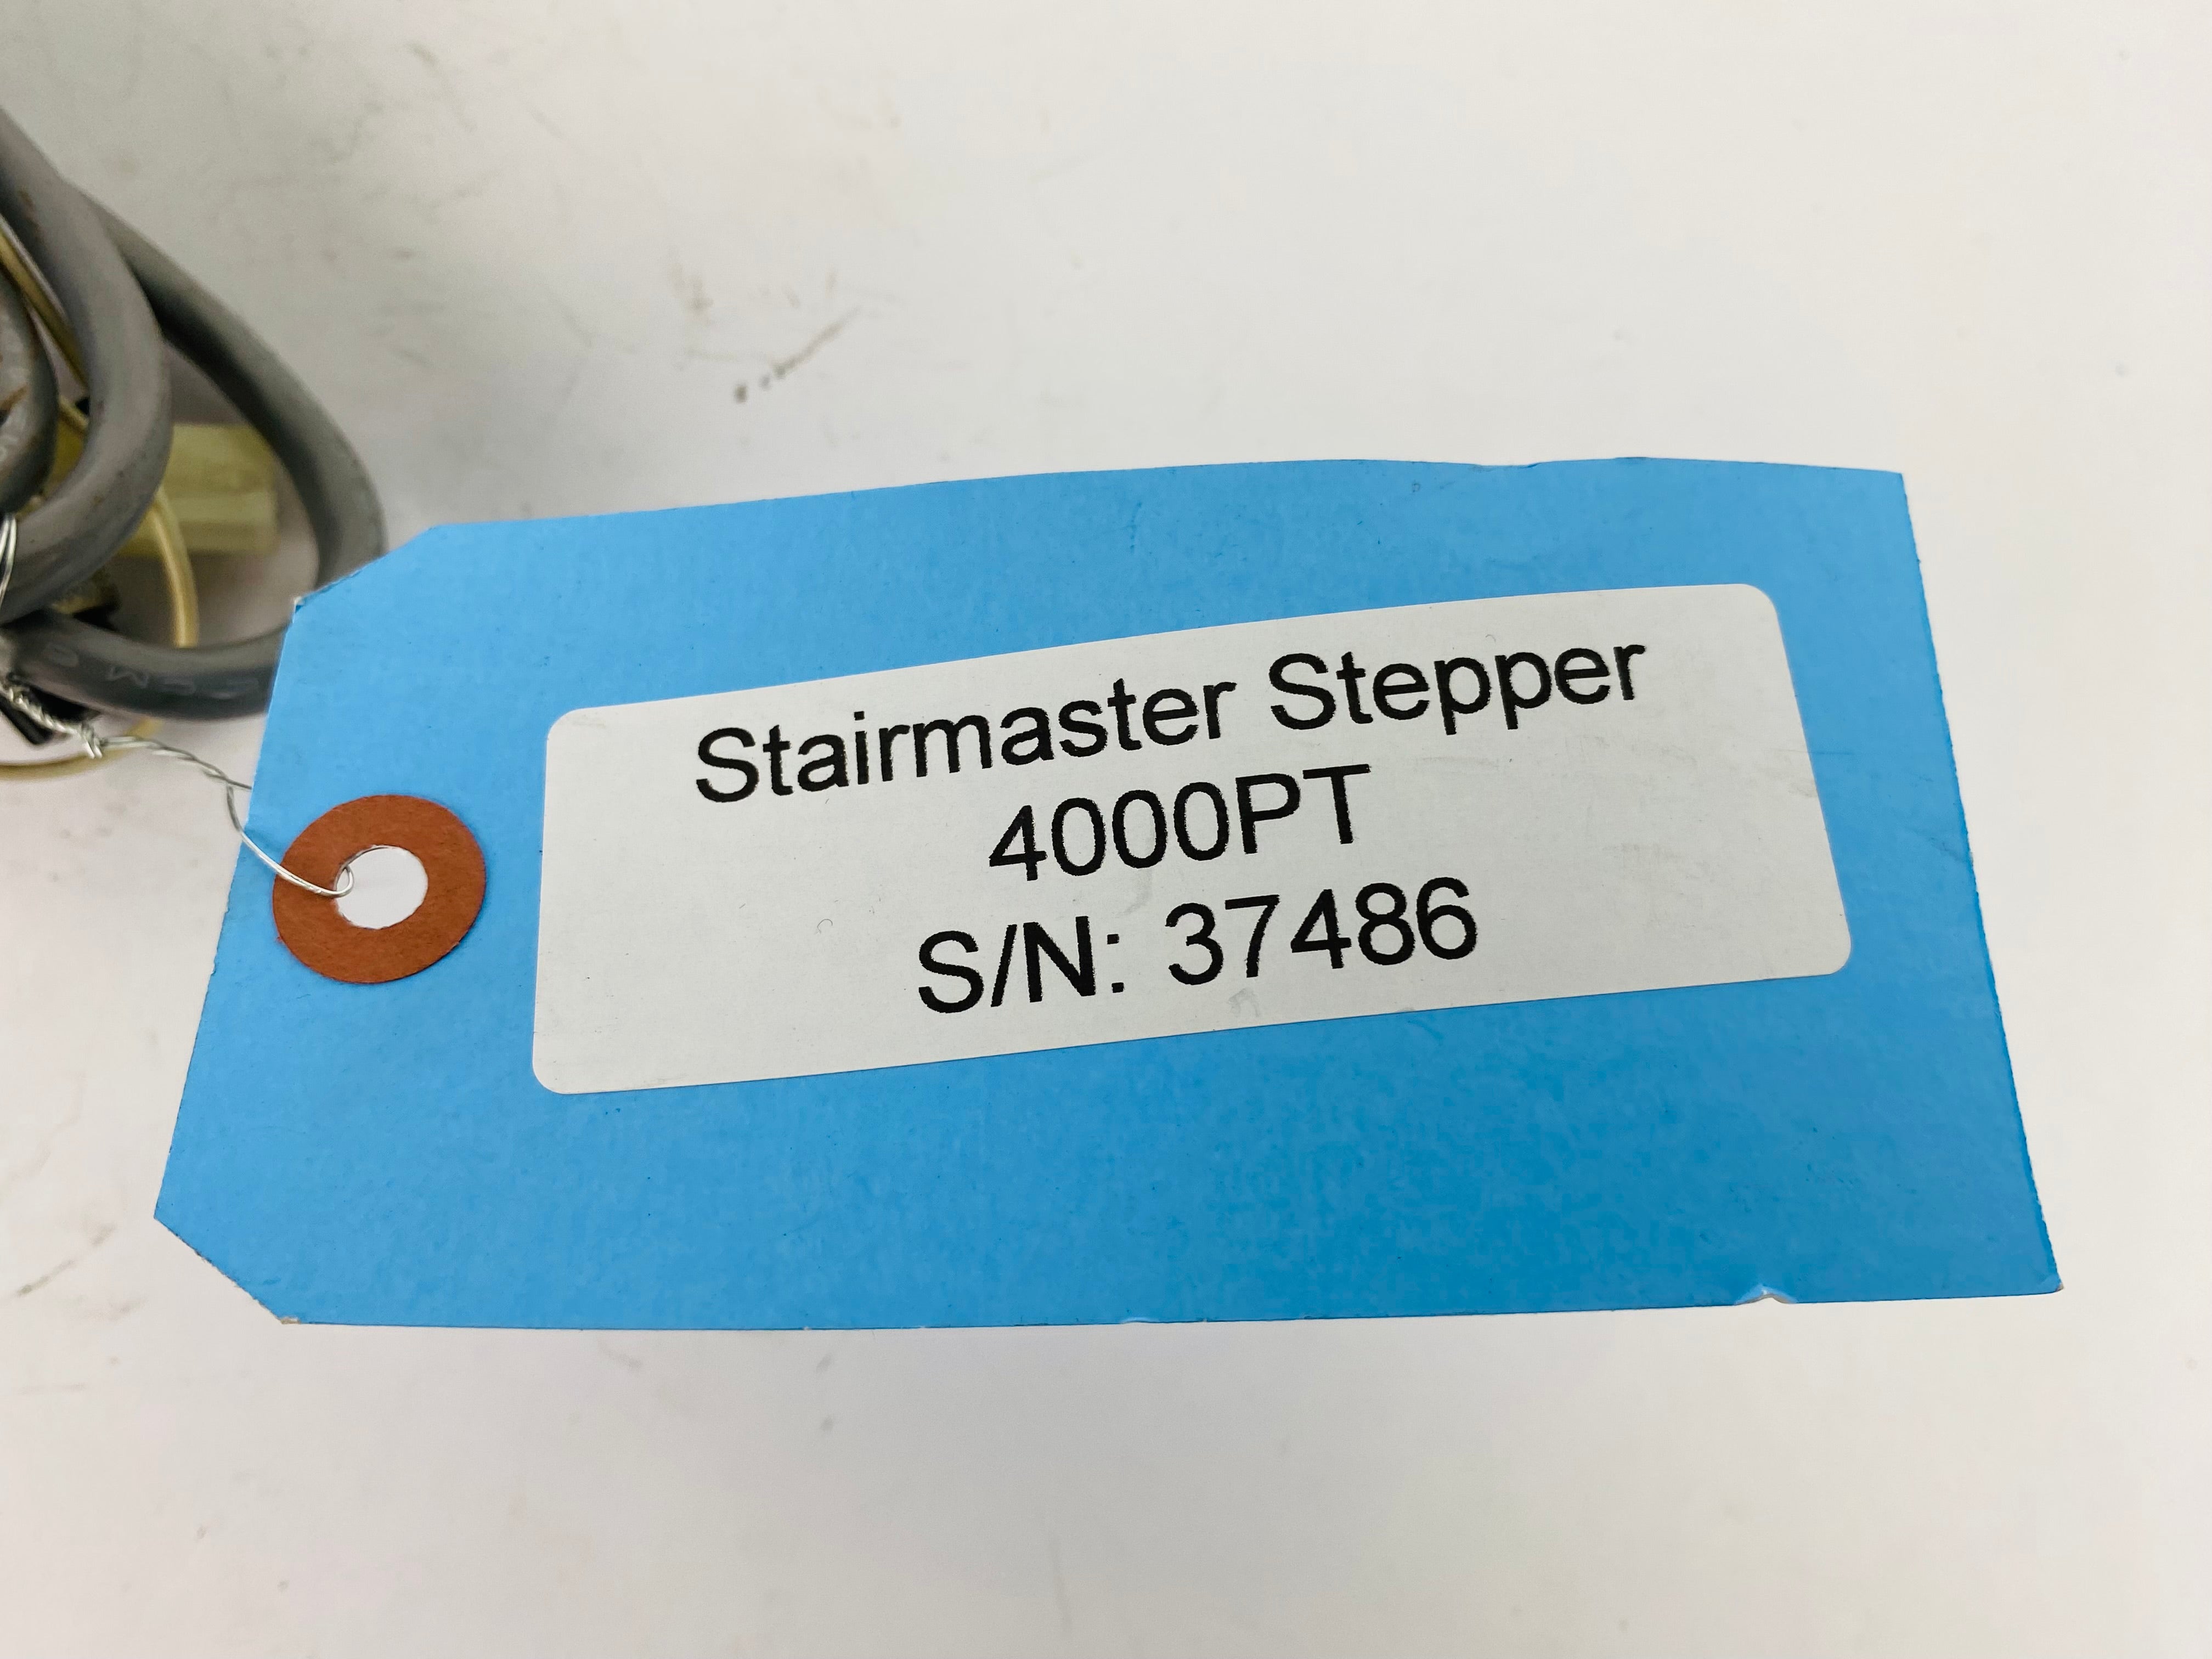 Stairmaster Stepper
4000PT
S/N: 37486